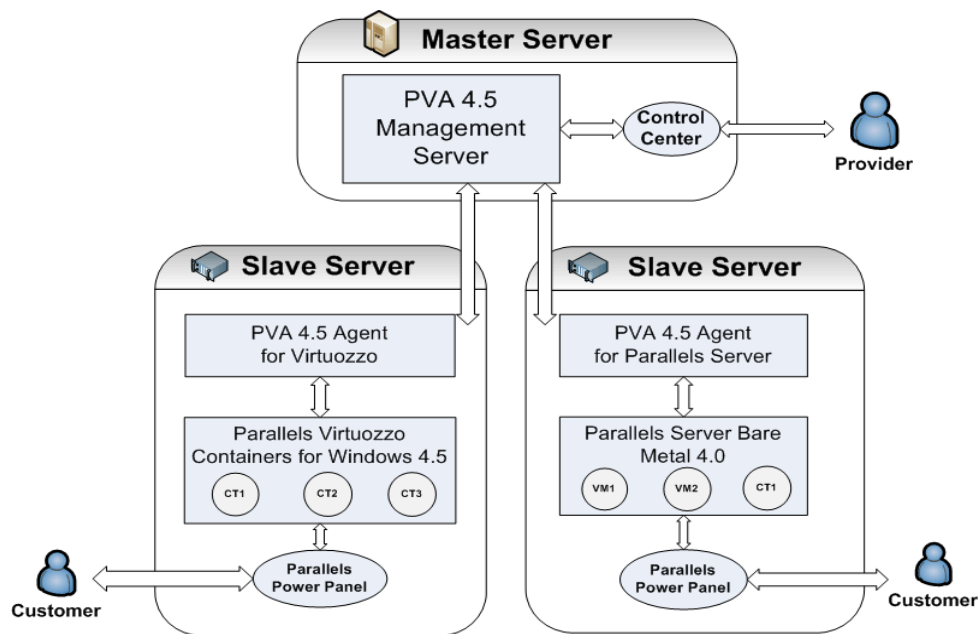 Master Server
PVA 4.5
Management
Server
Control
Center
Provider
Slave Server
PVA 4.5 Agent
for Virtuozzo
Parallels Virtuozzo
Containers for Windows 4.5
CT1
CT2
CT3
Parallels
Power Panel
Customer
Slave Server
PVA 4.5 Agent
for Parallels Server
Parallels Server Bare
Metal 4.0
VM1
VM2
CT1
Parallels
Power Panel
Customer